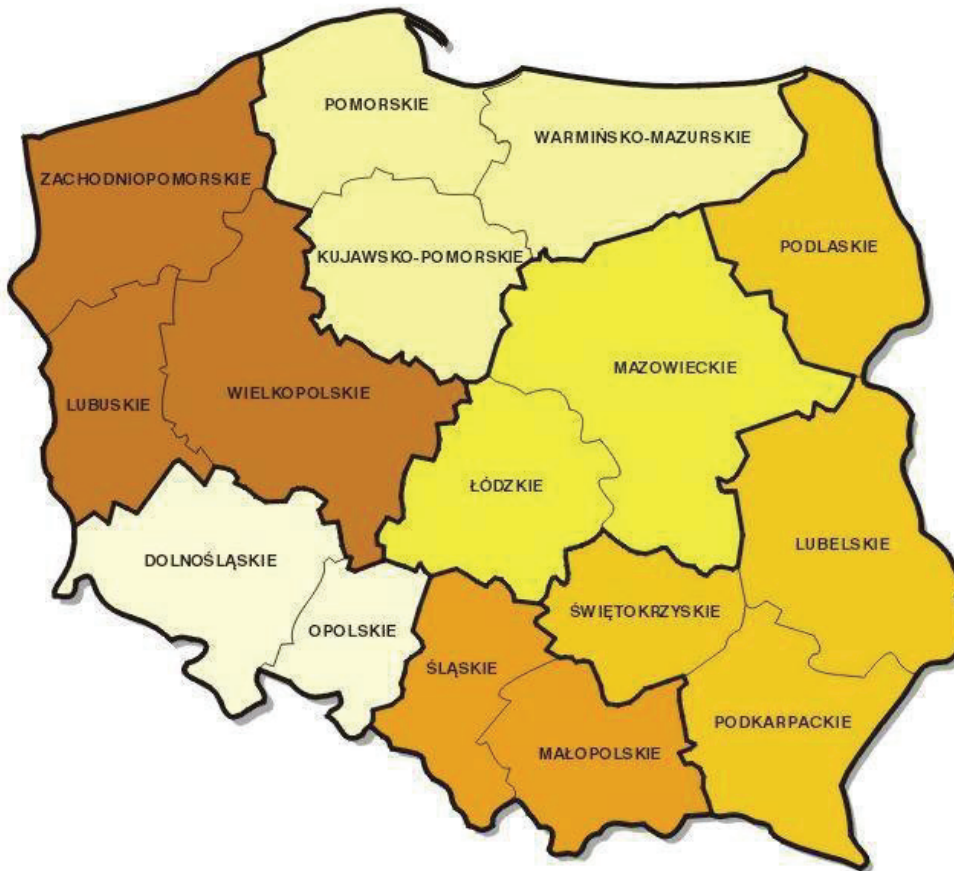 POMORSKIE
WARMIŃSKO-MAZURSKIE
ZACHODNIOPOMORSKIE
PODLASKIE
KUJAWSKO-POMORSKIE
MAZOWIECKIE
WIELKOPOLSKIE
LUBUSKIE
ŁÓDZKIE
LUBELSKIE
DOLNOŚLĄSKIE
ŚWIĘTOKRZYSKIE
OPOLSKIE
ŚLĄSKIE
PODKARPACKIE
MAŁOPOLSKIE